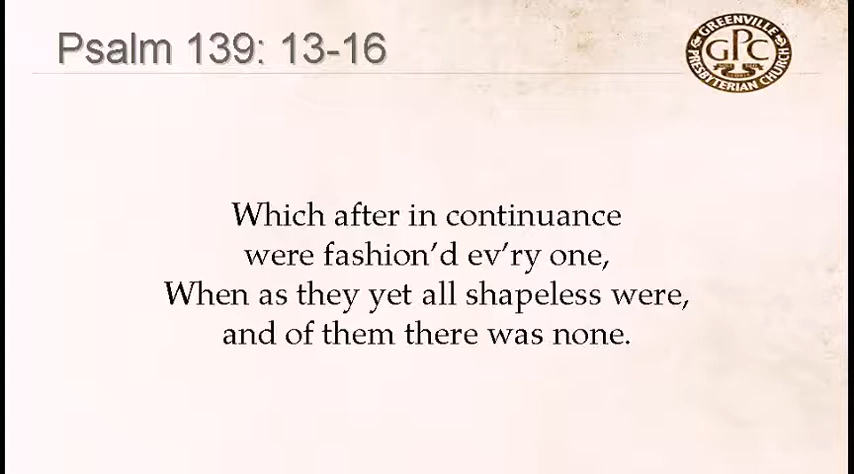 Psalm 139: 13-16
GREENVILLE
GPC
PRESBYTERIAN CHURCH
Which after in continuance
were fashion’d ev’ry one,
When as they yet all shapeless were,
and of them there was none.